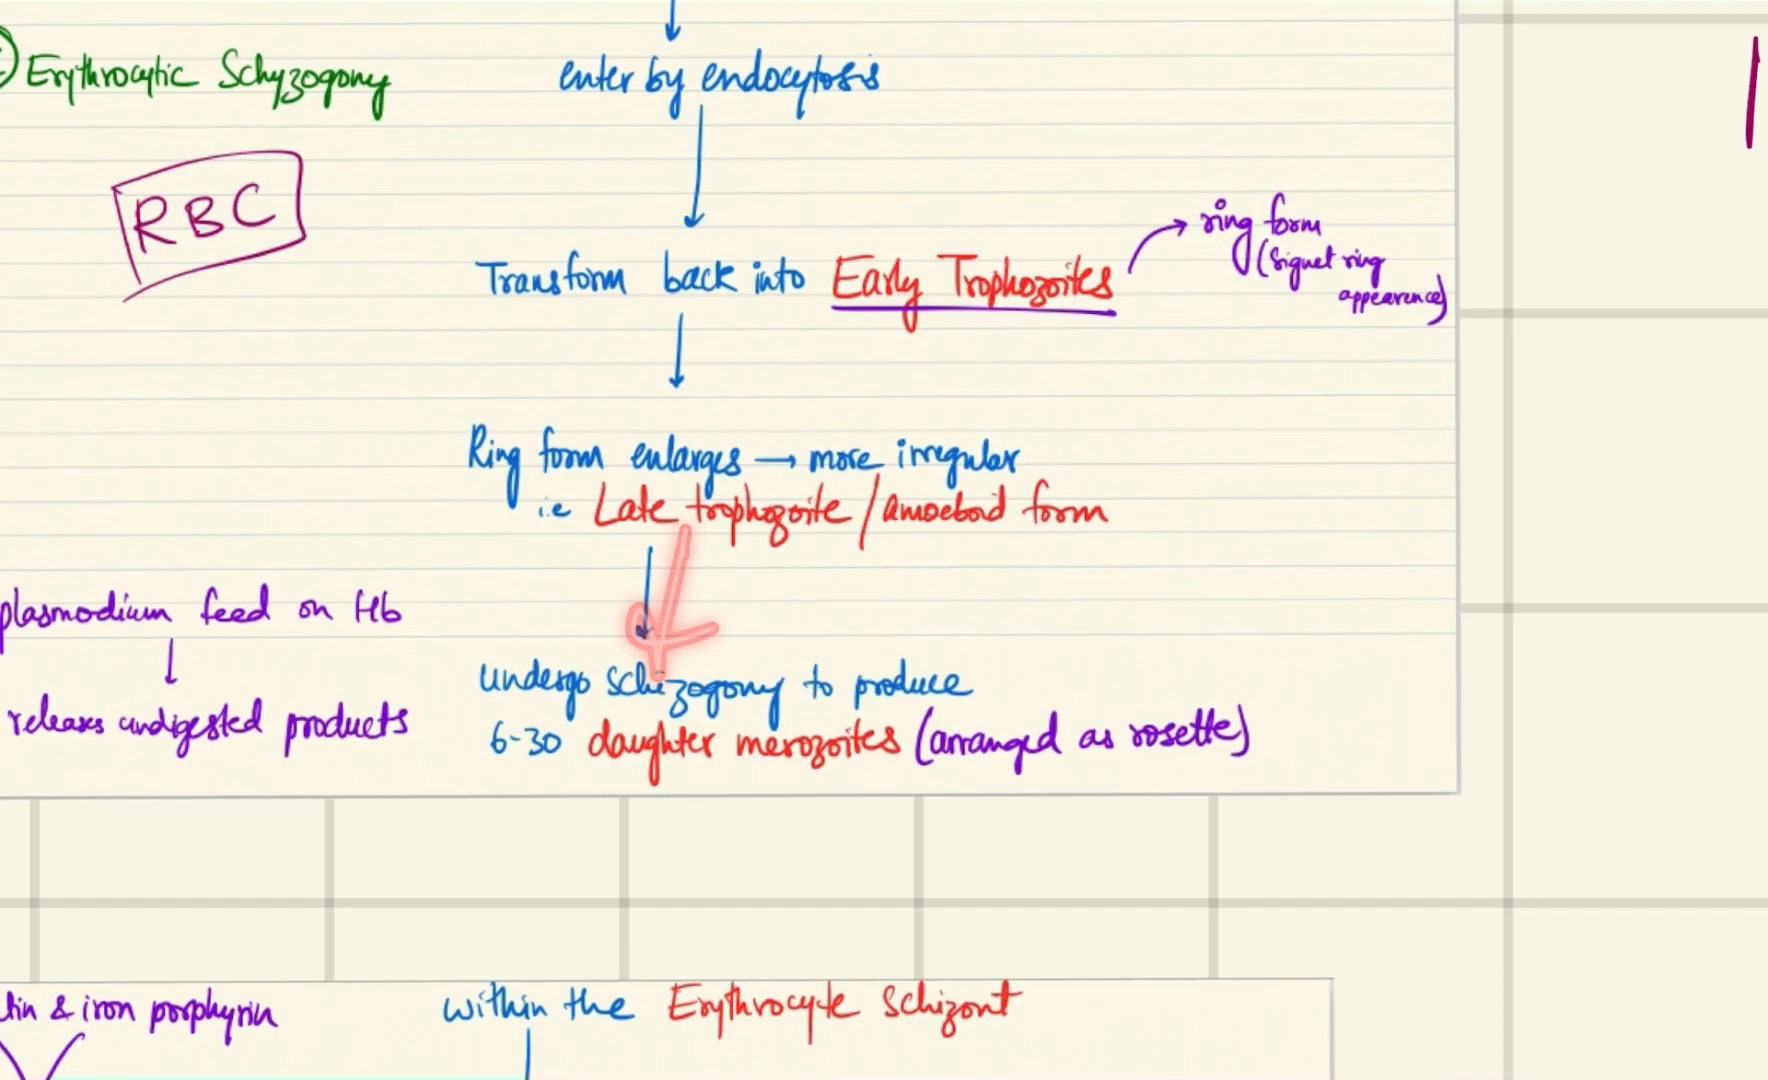 Erythrocytic Schyzogony
RBC
enter by endocytosis
Transform back into Early Trophozoites
ring form
(Signet ring
appearence)
Ring form enlarges → more irregular
i.e Late trophozoite / amoeboid form
plasmodium feed on Hb
releases undigested products
undergo schizogony to produce
6-30 daughter merozoites (arranged as rosette)
& iron porphyrin
within the Erythrocyte Schizont